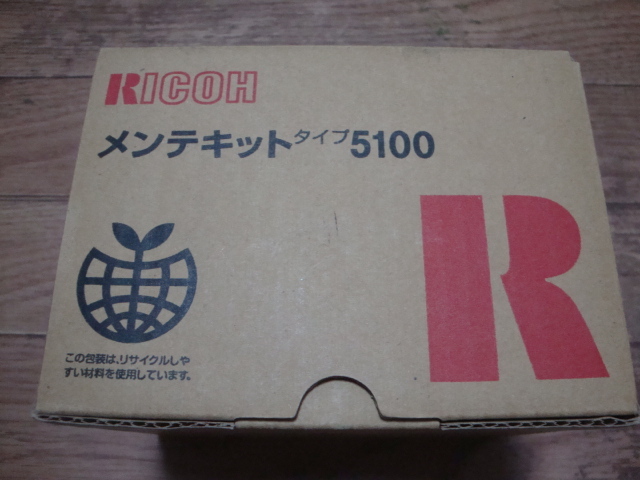 RICOH
メンテキットタイプ5100
R
この包装は、リサイクルしや
すい材料を使用しています。